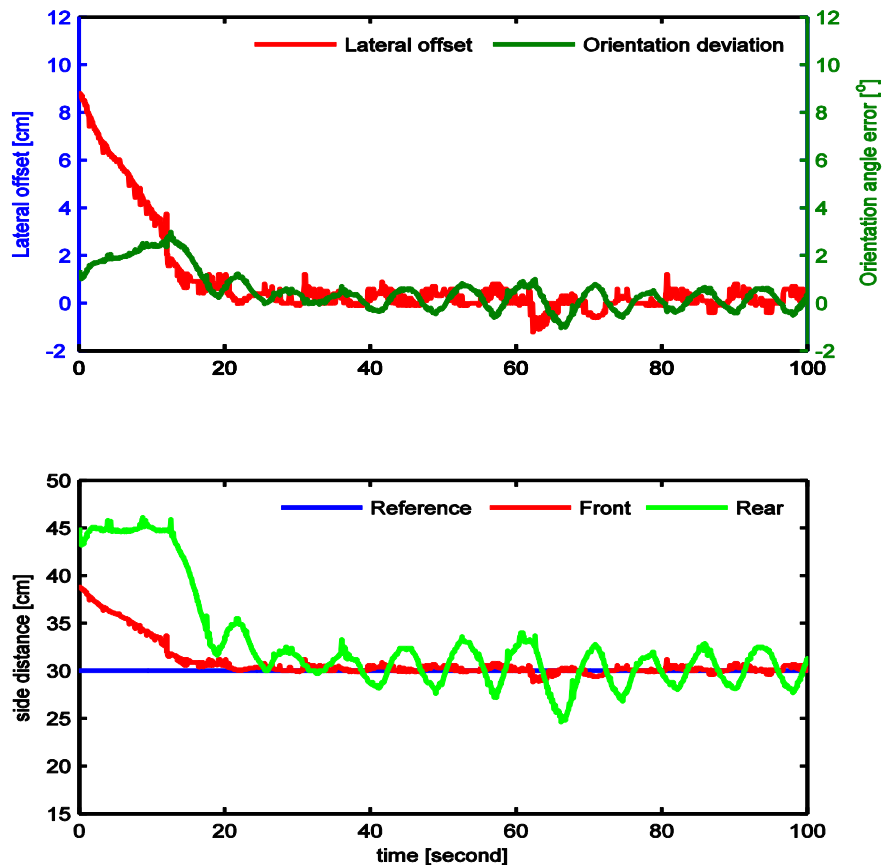 12
10
8
6
4
2
0
-2
Lateral offset [cm]
Lateral offset
Orientation deviation
12
10
8
6
4
2
0
-2
Orientation angle error [°]
0 20 40 60 80 100
50
45
40
35
30
25
20
15
side distance [cm]
Reference
Front
Rear
0 20 40 60 80 100
time [second]